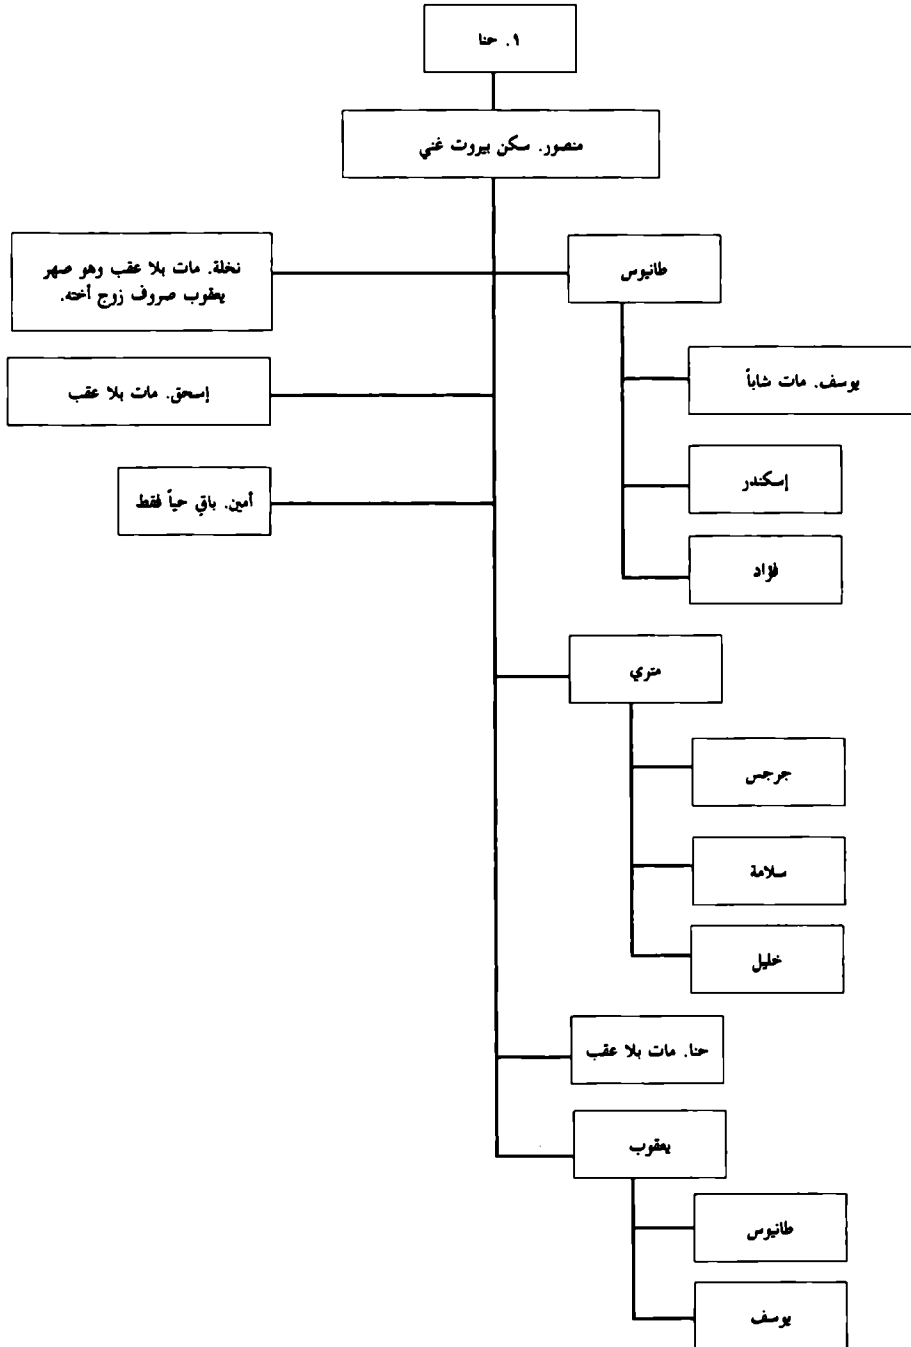 ١. حنا
منصور. سكن بيروت غني
طانيوس
يوسف. مات شاباً
إسكندر
فؤاد
نخلة. مات بلا عقب وهو صهر
يعقوب صروف زوج أخته.
إسحق. مات بلا عقب
أمين. باقي حياً فقط
متري
جرجس
سلامة
خليل
حنا. مات بلا عقب
يعقوب
طانيوس
يوسف